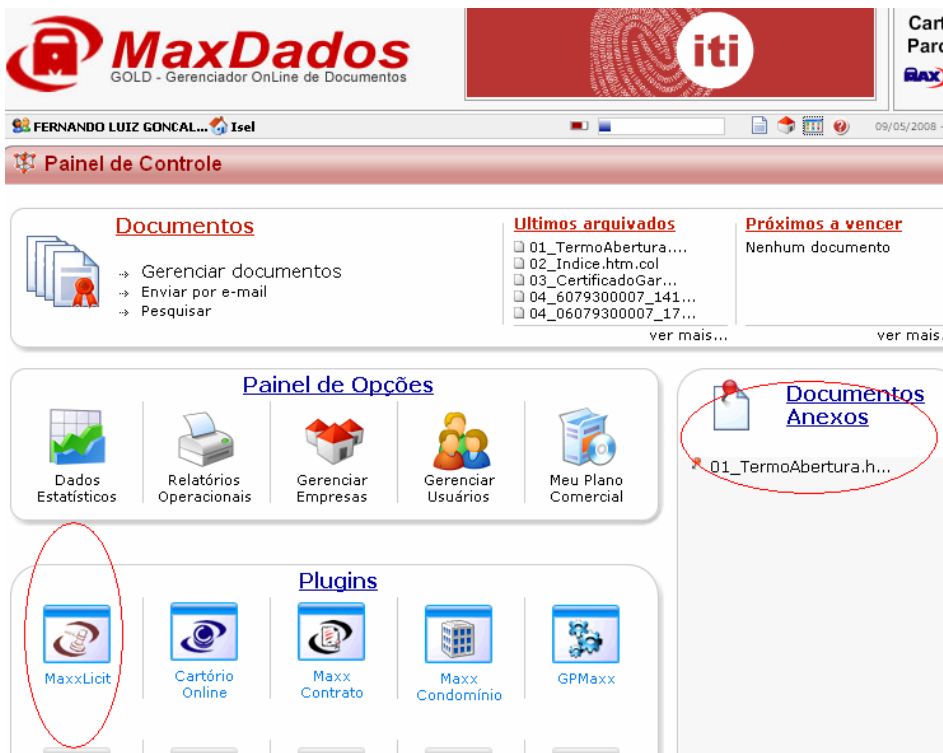 MaxDados
GOLD - Gerenciador OnLine de Documentos
iti
FERNANDO LUIZ GONCAL... Isel
09/05/2008 -
Painel de Controle
Documentos
Gerenciar documentos
Enviar por e-mail
Pesquisar
Ultimos arquivados
01_TermoAbertura....
02_Indice.htm.col
03_CertificadoGar...
04_6079300007_141...
04_06079300007_17...
ver mais...
Próximos a vencer
Nenhum documento
ver mais.
Painel de Opções
Dados
Estatísticos
Relatórios
Operacionais
Gerenciar
Empresas
Gerenciar
Usuários
Meu Plano
Comercial
Documentos
Anexos
01_TermoAbertura.h...
Plugins
MaxxLicit
Cartório
Online
Maxx
Contrato
Maxx
Condomínio
GPMaxx